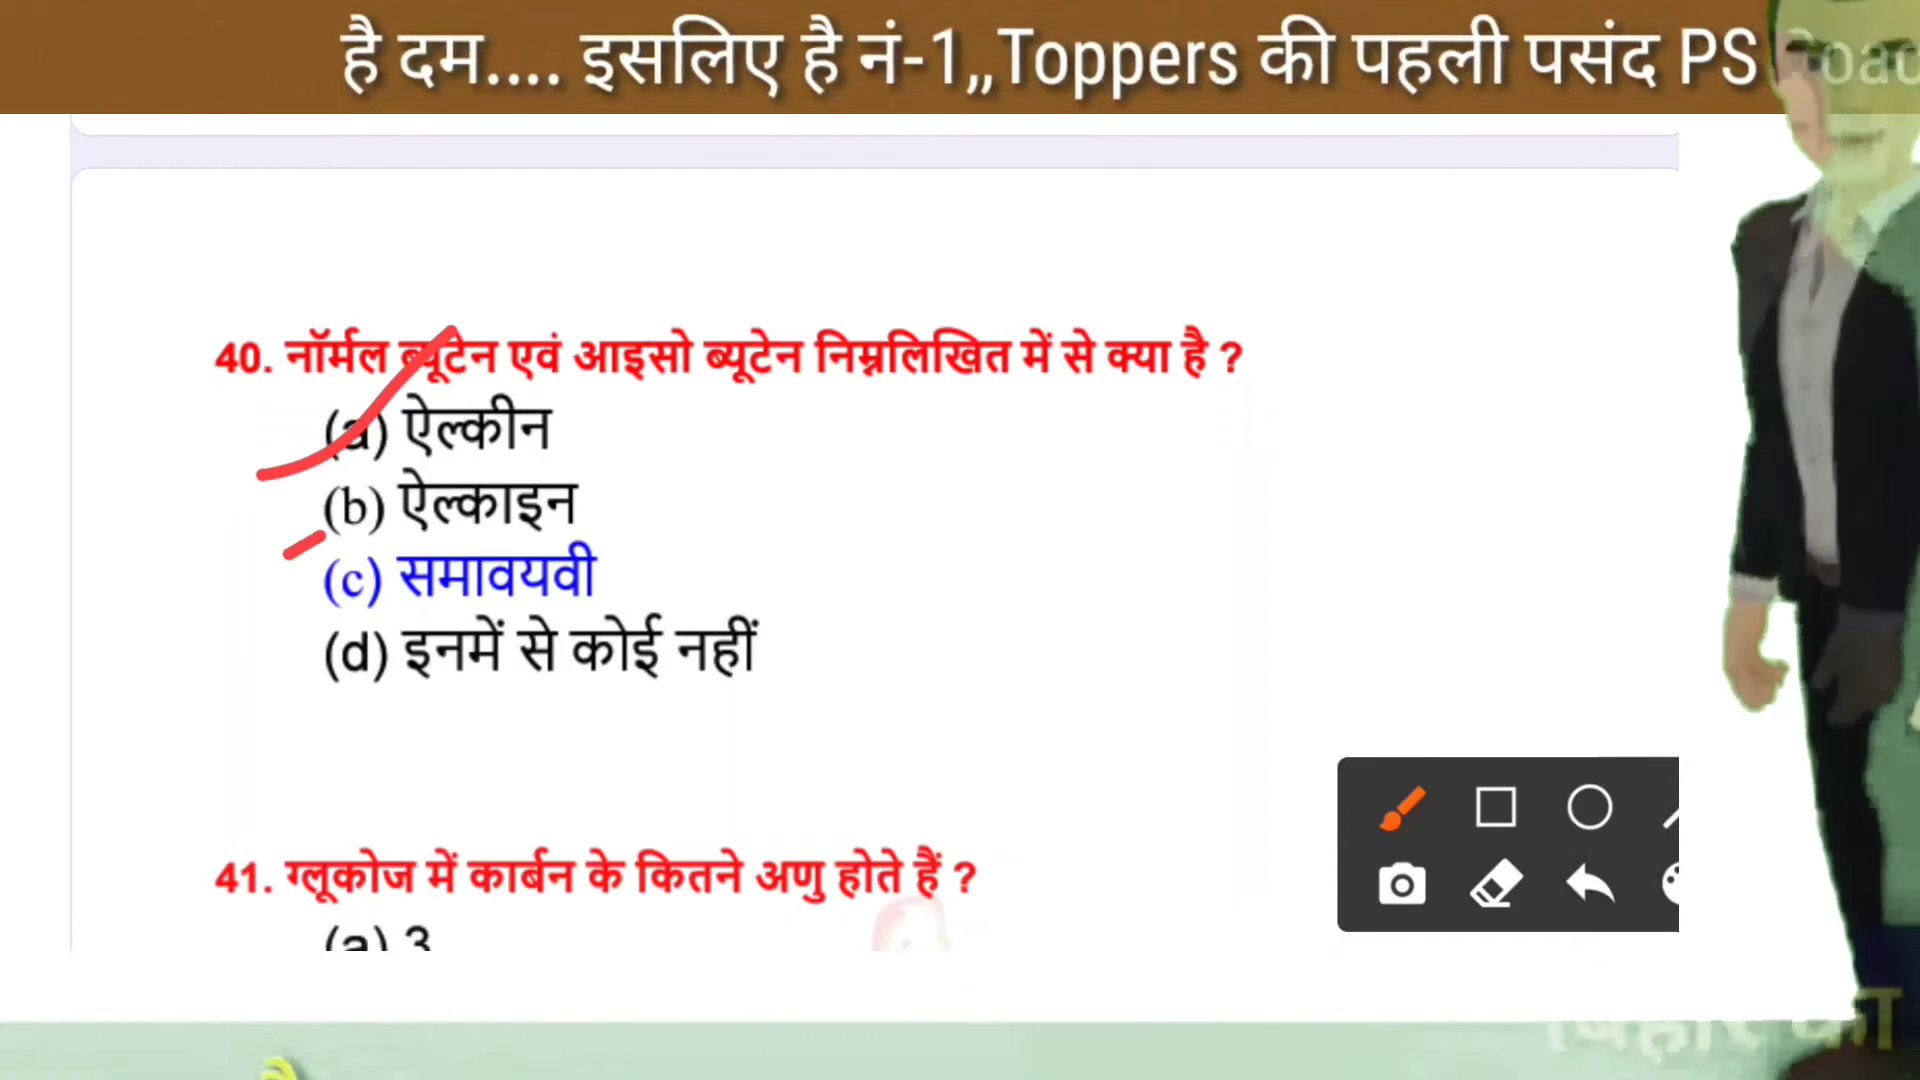 है दम.... इसलिए है नं-1,,Toppers की पहली पसंद PS
40. नॉर्मल ब्यूटेन एवं आइसो ब्यूटेन निम्नलिखित में से क्या है ?
(a) ऐल्कीन
(b) ऐल्काइन
(c) समावयवी
(d) इनमें से कोई नहीं
41. ग्लूकोज में कार्बन के कितने अणु होते हैं ?
(a) 3